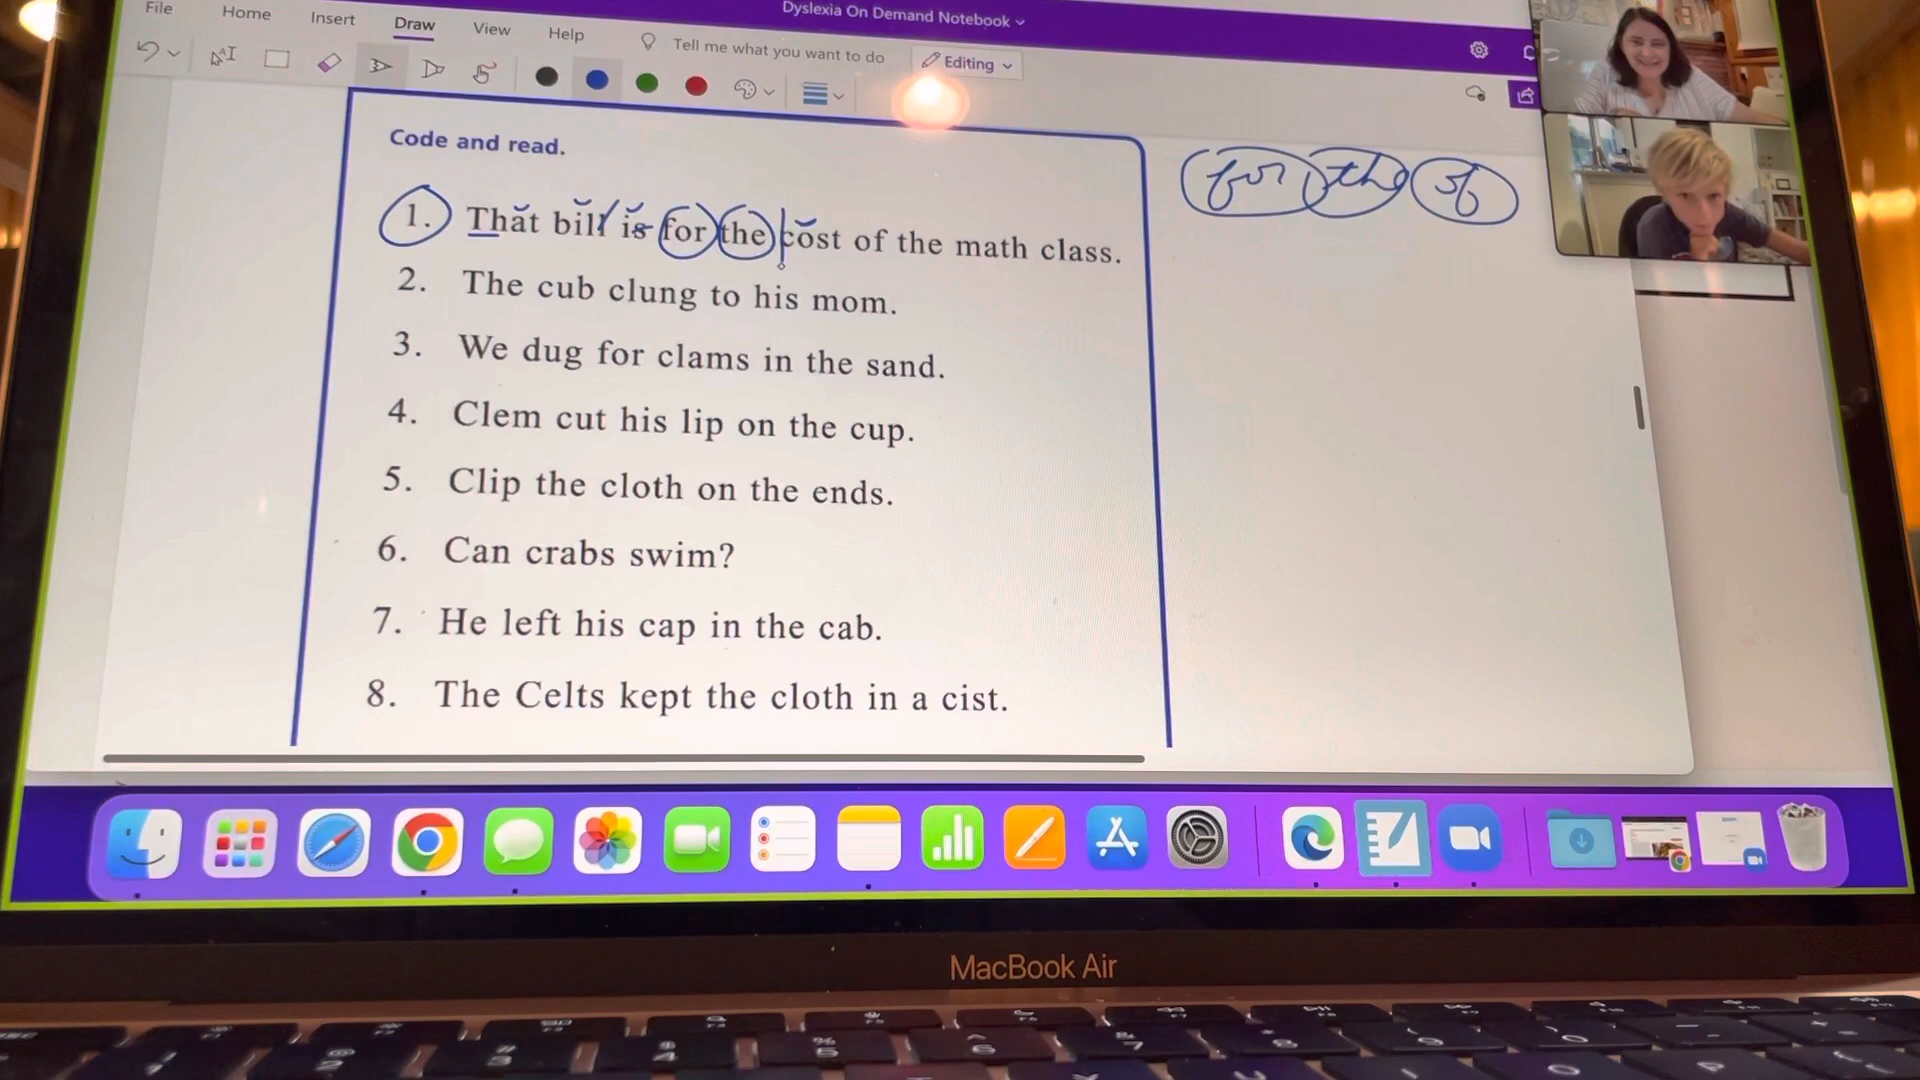 Dyslexia On Demand Notebook
File Home Insert Draw View Help Tell me what you want to do Editing
Code and read.
1. That bill is for the cost of the math class.
for the of
2. The cub clung to his mom.
3. We dug for clams in the sand.
4. Clem cut his lip on the cup.
5. Clip the cloth on the ends.
6. Can crabs swim?
7. He left his cap in the cab.
8. The Celts kept the cloth in a cist.
MacBook Air